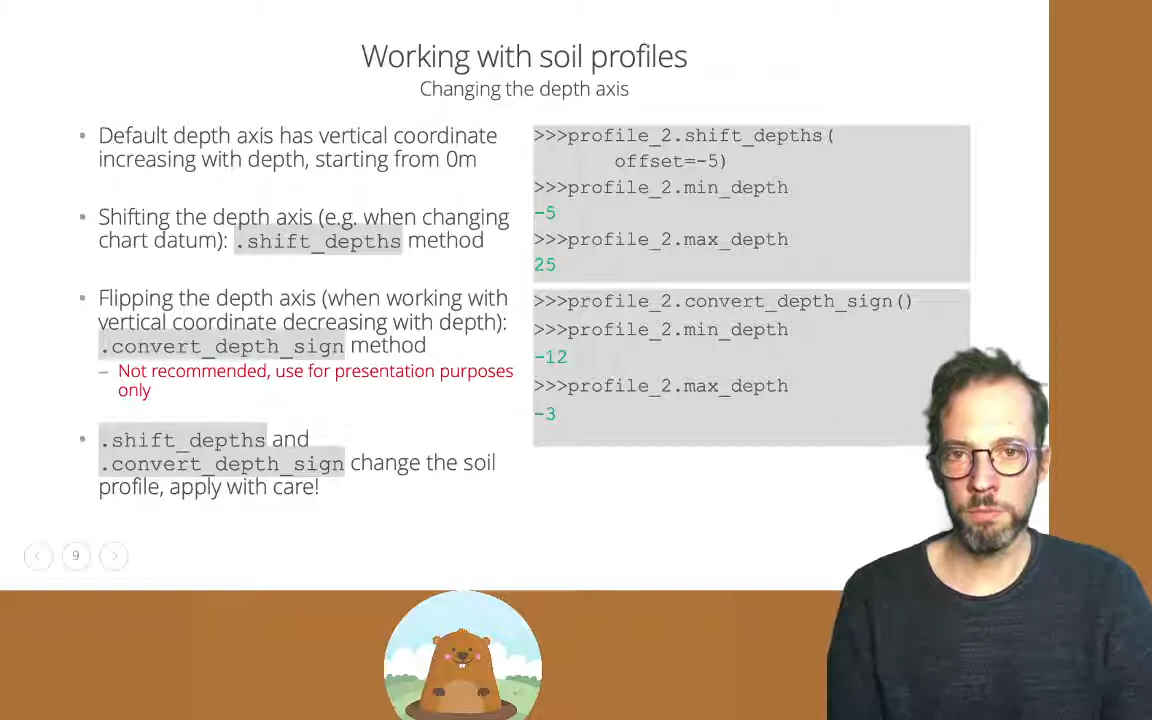 Working with soil profiles
Changing the depth axis
• Default depth axis has vertical coordinate
increasing with depth, starting from 0m
• Shifting the depth axis (e.g. when changing
chart datum): .shift_depths method
• Flipping the depth axis (when working with
vertical coordinate decreasing with depth):
.convert_depth_sign method
– Not recommended, use for presentation purposes
only
• .shift_depths and
.convert_depth_sign change the soil
profile, apply with care!
>>>profile_2.shift_depths(
offset=-5)
>>>profile_2.min_depth
-5
>>>profile_2.max_depth
25
>>>profile_2.convert_depth_sign()
>>>profile_2.min_depth
-12
>>>profile_2.max_depth
-3
9